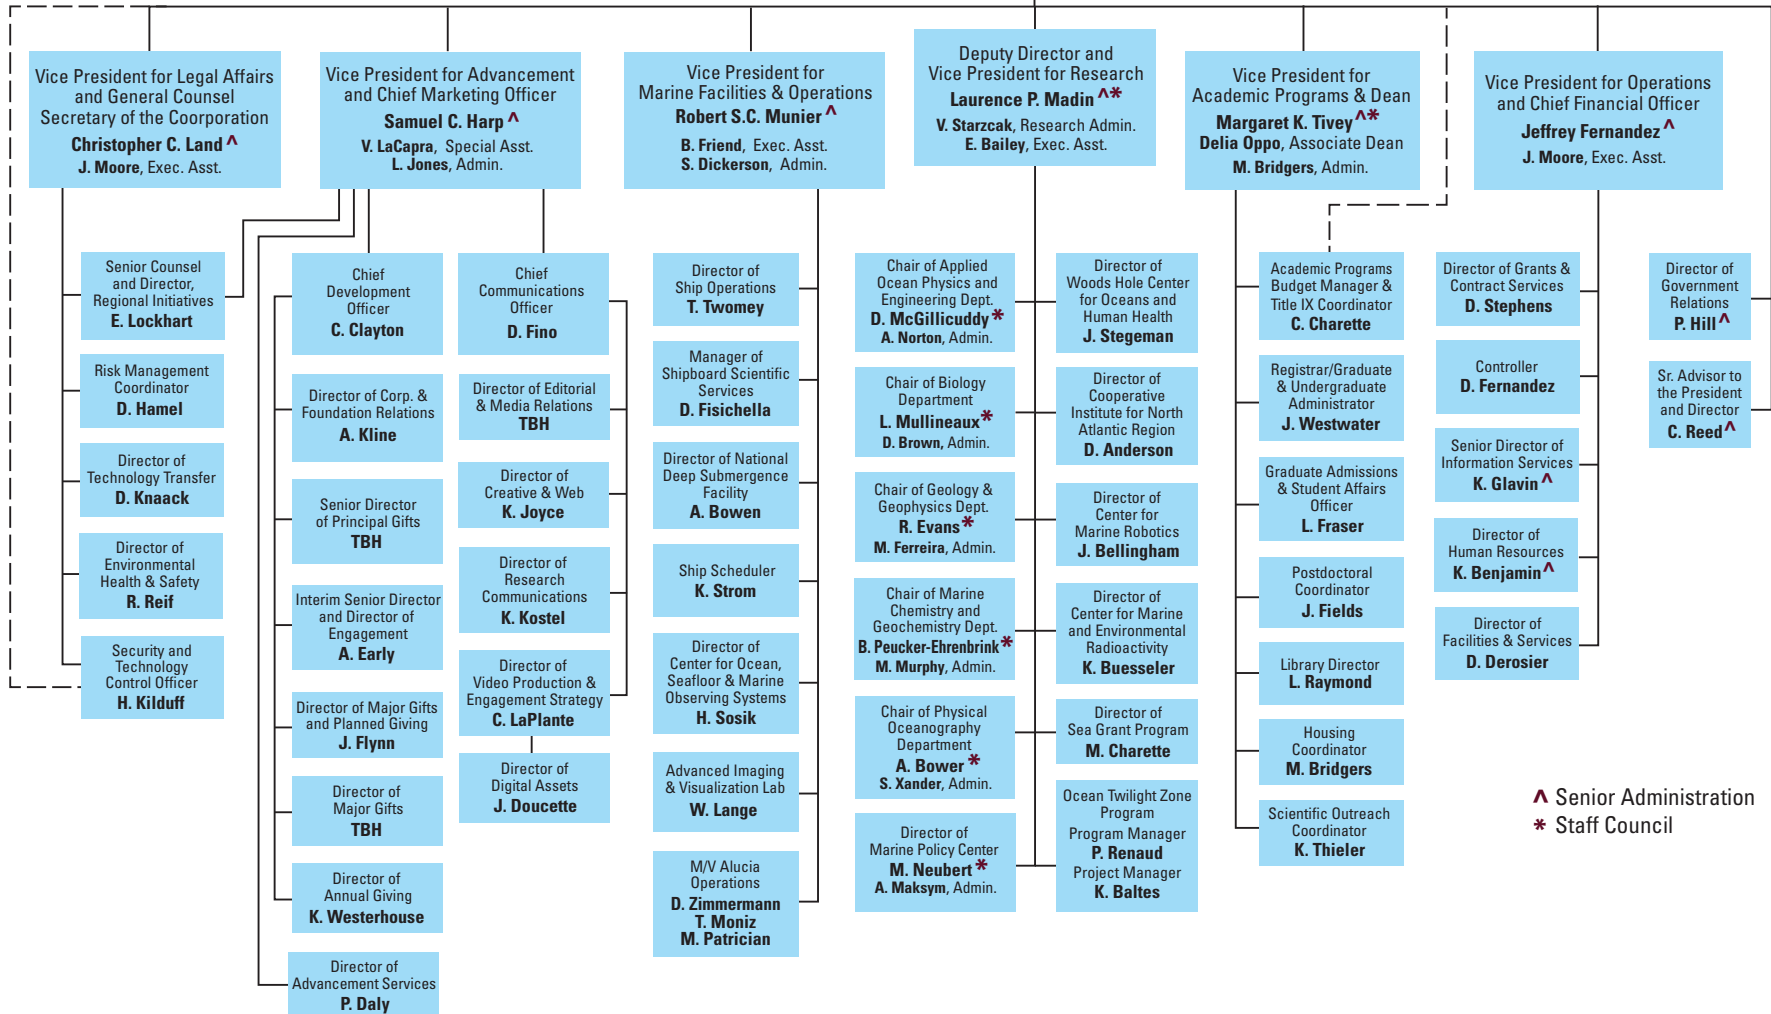 Vice President for Legal Affairs
and General Counsel
Secretary of the Coorporation
Christopher C. Land ^
J. Moore, Exec. Asst.
Senior Counsel
and Director,
Regional Initiatives
E. Lockhart
Risk Management
Coordinator
D. Hamel
Director of
Technology Transfer
D. Knaack
Director of
Environmental
Health & Safety
R. Reif
Security and
Technology
Control Officer
H. Kilduff
Vice President for Advancement
and Chief Marketing Officer
Samuel C. Harp ^
V. LaCapra, Special Asst.
L. Jones, Admin.
Chief
Development
Officer
C. Clayton
Director of Corp. &
Foundation Relations
A. Kline
Senior Director
of Principal Gifts
TBH
Interim Senior Director
and Director of
Engagement
A. Early
Director of Major Gifts
and Planned Giving
J. Flynn
Director of
Major Gifts
TBH
Director of
Annual Giving
K. Westerhouse
Director of
Advancement Services
P. Daly
Chief
Communications
Officer
D. Fino
Director of Editorial
& Media Relations
TBH
Director of
Creative & Web
K. Joyce
Director of
Research
Communications
K. Kostel
Director of
Video Production &
Engagement Strategy
C. LaPlante
Director of
Digital Assets
J. Doucette
Vice President for
Marine Facilities & Operations
Robert S.C. Munier ^
B. Friend, Exec. Asst.
S. Dickerson, Admin.
Director of
Ship Operations
T. Twomey
Manager of
Shipboard Scientific
Services
D. Fisichella
Director of National
Deep Submergence
Facility
A. Bowen
Ship Scheduler
K. Strom
Director of
Center for Ocean,
Seafloor & Marine
Observing Systems
H. Sosik
Advanced Imaging
& Visualization Lab
W. Lange
M/V Alucia
Operations
D. Zimmermann
T. Moniz
M. Patrician
Deputy Director and
Vice President for Research
Laurence P. Madin ^*
V. Starzcak, Research Admin.
E. Bailey, Exec. Asst.
Chair of Applied
Ocean Physics and
Engineering Dept.
D. McGillicuddy *
A. Norton, Admin.
Chair of Biology
Department
L. Mullineaux *
D. Brown, Admin.
Chair of Geology &
Geophysics Dept.
R. Evans *
M. Ferreira, Admin.
Chair of Marine
Chemistry and
Geochemistry Dept.
B. Peucker-Ehrenbrink *
M. Murphy, Admin.
Chair of Physical
Oceanography
Department
A. Bower *
S. Xander, Admin.
Director of
Marine Policy Center
M. Neubert *
A. Maksym, Admin.
Director of
Woods Hole Center
for Oceans and
Human Health
J. Stegeman
Director of
Cooperative
Institute for North
Atlantic Region
D. Anderson
Director of
Center for
Marine Robotics
J. Bellingham
Director of
Center for Marine
and Environmental
Radioactivity
K. Buesseler
Director of
Sea Grant Program
M. Charette
Ocean Twilight Zone
Program
Program Manager
P. Renaud
Project Manager
K. Baltes
Vice President for
Academic Programs & Dean
Margaret K. Tivey ^*
Delia Oppo, Associate Dean
M. Bridgers, Admin.
Academic Programs
Budget Manager &
Title IX Coordinator
C. Charette
Registrar/Graduate
& Undergraduate
Administrator
J. Westwater
Graduate Admissions
& Student Affairs
Officer
L. Fraser
Postdoctoral
Coordinator
J. Fields
Library Director
L. Raymond
Housing
Coordinator
M. Bridgers
Scientific Outreach
Coordinator
K. Thieler
Vice President for Operations
and Chief Financial Officer
Jeffrey Fernandez ^
J. Moore, Exec. Asst.
Director of Grants &
Contract Services
D. Stephens
Controller
D. Fernandez
Senior Director of
Information Services
K. Glavin ^
Director of
Human Resources
K. Benjamin ^
Director of
Facilities & Services
D. Derosier
Director of
Government
Relations
P. Hill ^
Sr. Advisor to
the President
and Director
C. Reed ^
^ Senior Administration
* Staff Council